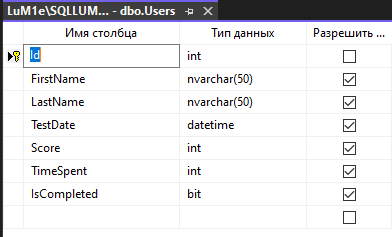 LuM1e\SQLLUM... - dbo.Users
Имя столбца Тип данных Разрешить ...
Id int
FirstName nvarchar(50)
LastName nvarchar(50)
TestDate datetime
Score int
TimeSpent int
IsCompleted bit